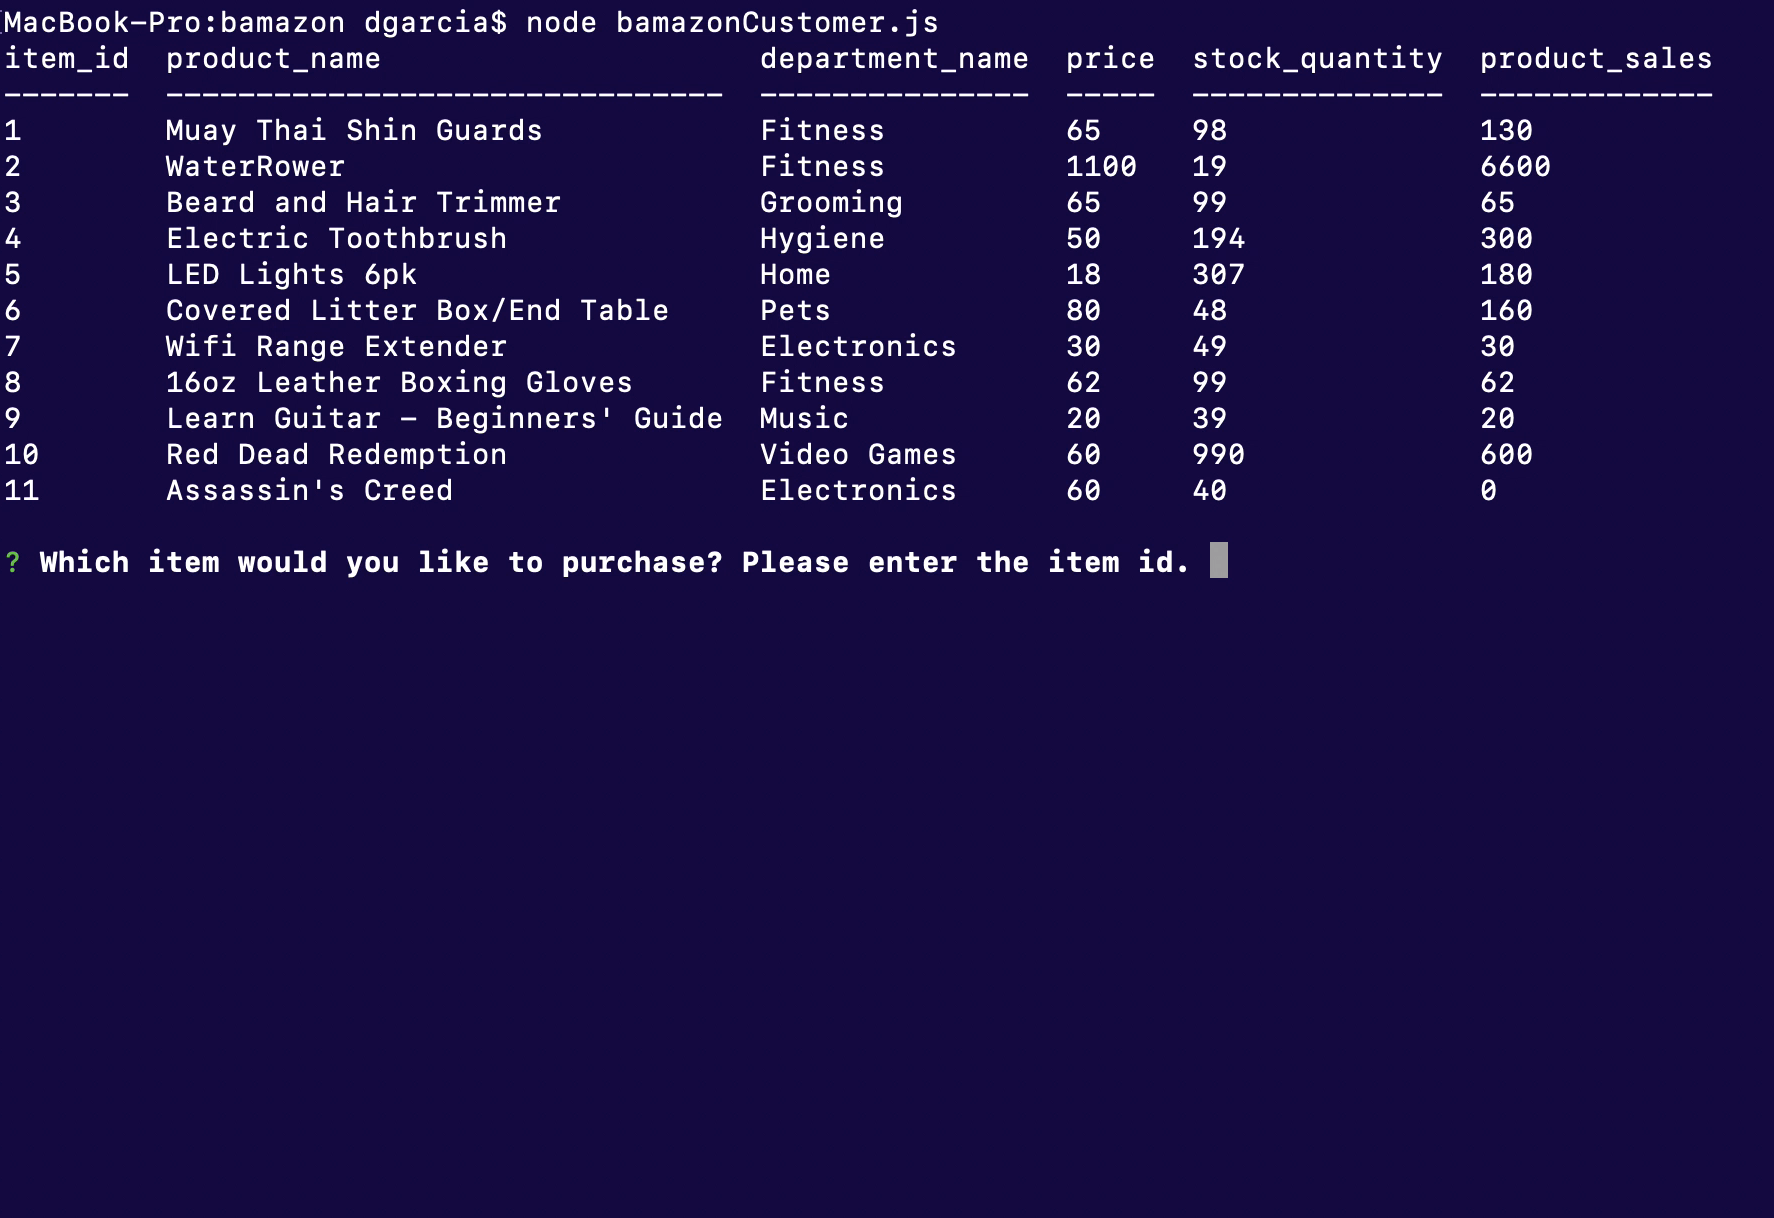 MacBook-Pro:bamazon dgarcia$ node bamazonCustomer.js
item_id  product_name                     department_name  price  stock_quantity  product_sales
-------  -------------------------------  ---------------  -----  --------------  -------------
1        Muay Thai Shin Guards            Fitness          65     98              130
2        WaterRower                       Fitness          1100   19              6600
3        Beard and Hair Trimmer           Grooming         65     99              65
4        Electric Toothbrush              Hygiene          50     194             300
5        LED Lights 6pk                   Home             18     307             180
6        Covered Litter Box/End Table     Pets             80     48              160
7        Wifi Range Extender              Electronics      30     49              30
8        16oz Leather Boxing Gloves       Fitness          62     99              62
9        Learn Guitar - Beginners' Guide  Music            20     39              20
10       Red Dead Redemption              Video Games      60     990             600
11       Assassin's Creed                 Electronics      60     40              0
? Which item would you like to purchase? Please enter the item id.